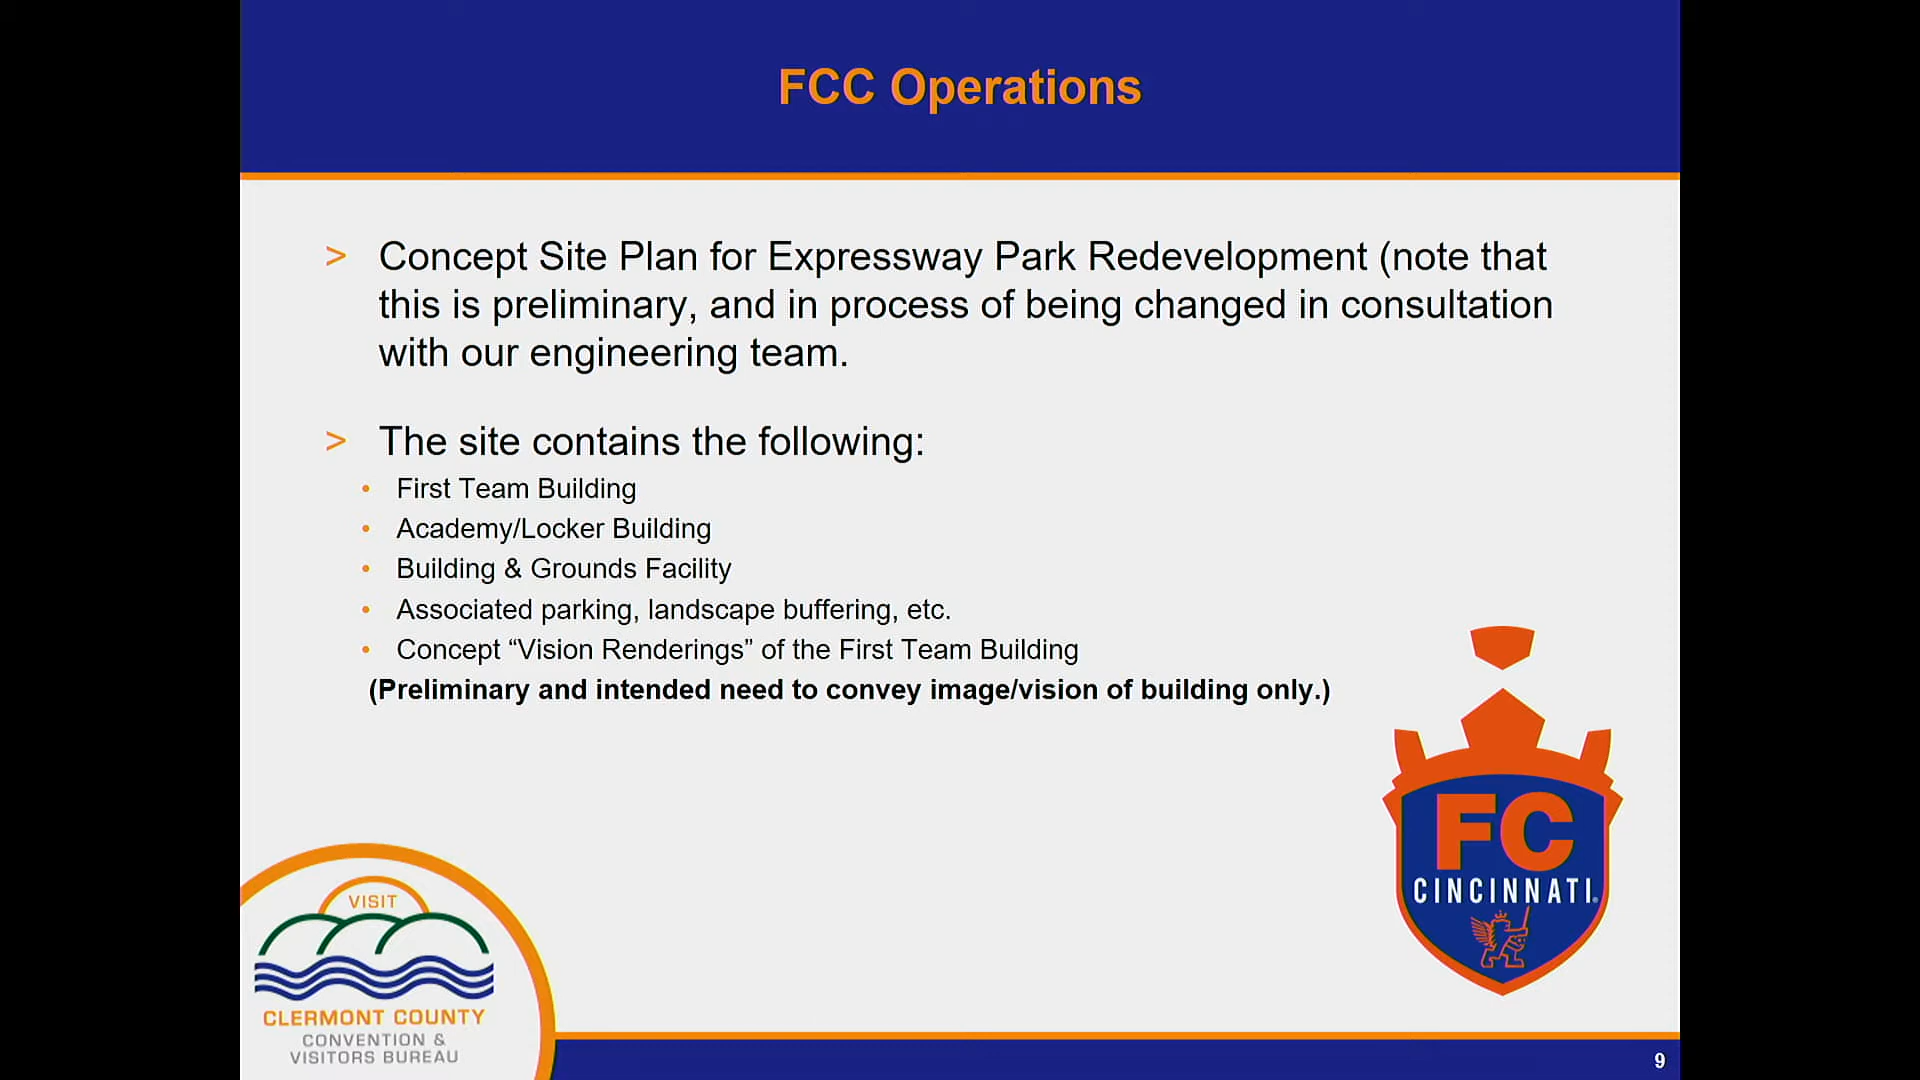 FCC Operations
> Concept Site Plan for Expressway Park Redevelopment (note that
this is preliminary, and in process of being changed in consultation
with our engineering team.
> The site contains the following:
• First Team Building
• Academy/Locker Building
• Building & Grounds Facility
• Associated parking, landscape buffering, etc.
• Concept “Vision Renderings” of the First Team Building
(Preliminary and intended need to convey image/vision of building only.)
FC
CINCINNATI
VISIT
CLERMONT COUNTY
CONVENTION &
VISITORS BUREAU
9